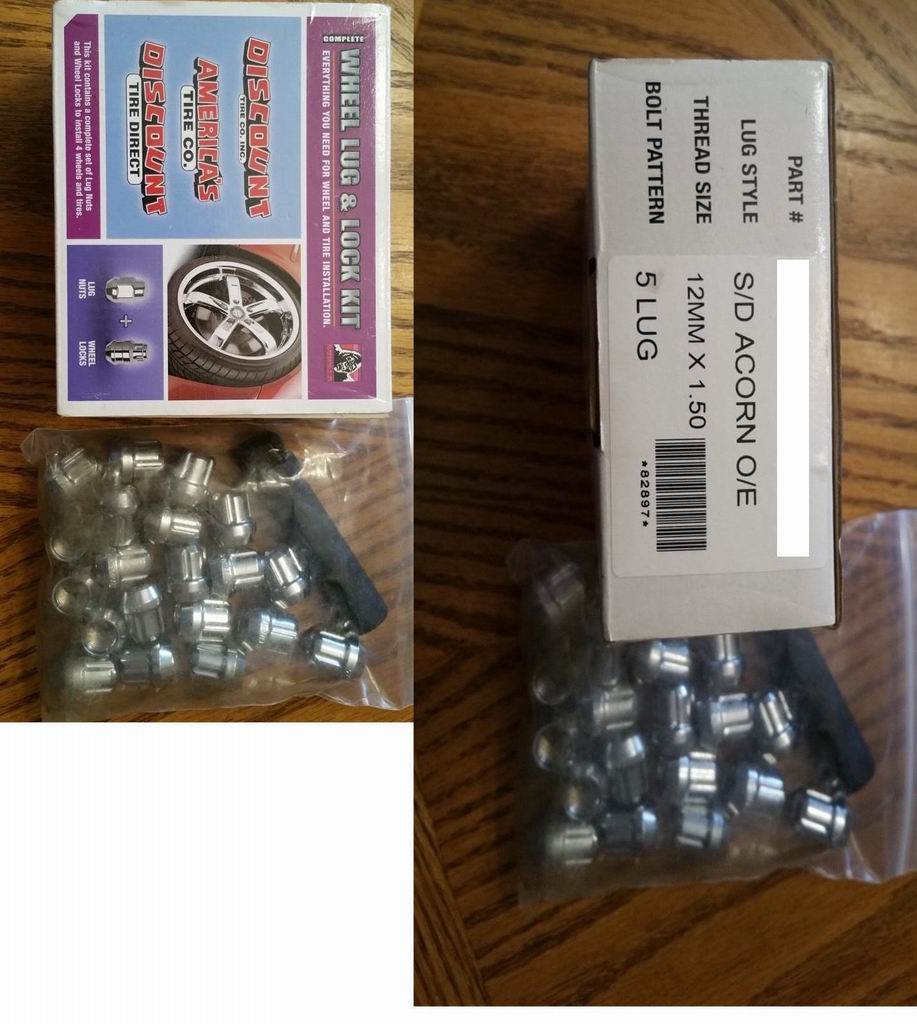 COMPLETE
WHEEL LUG & LOCK KIT
EVERYTHING YOU NEED FOR WHEEL AND TIRE INSTALLATION.
DISCOUNT
TIRE CO. INC.
AMERICA'S
TIRE CO.
DISCOUNT
TIRE DIRECT
This kit contains a complete set of Lug Nuts
and Wheel Locks to install 4 wheels and tires.
LUG
NUTS
+
WHEEL
LOCKS
PART #
LUG STYLE S/D ACORN O/E
THREAD SIZE 12MM X 1.50
BOLT PATTERN 5 LUG
*82897*